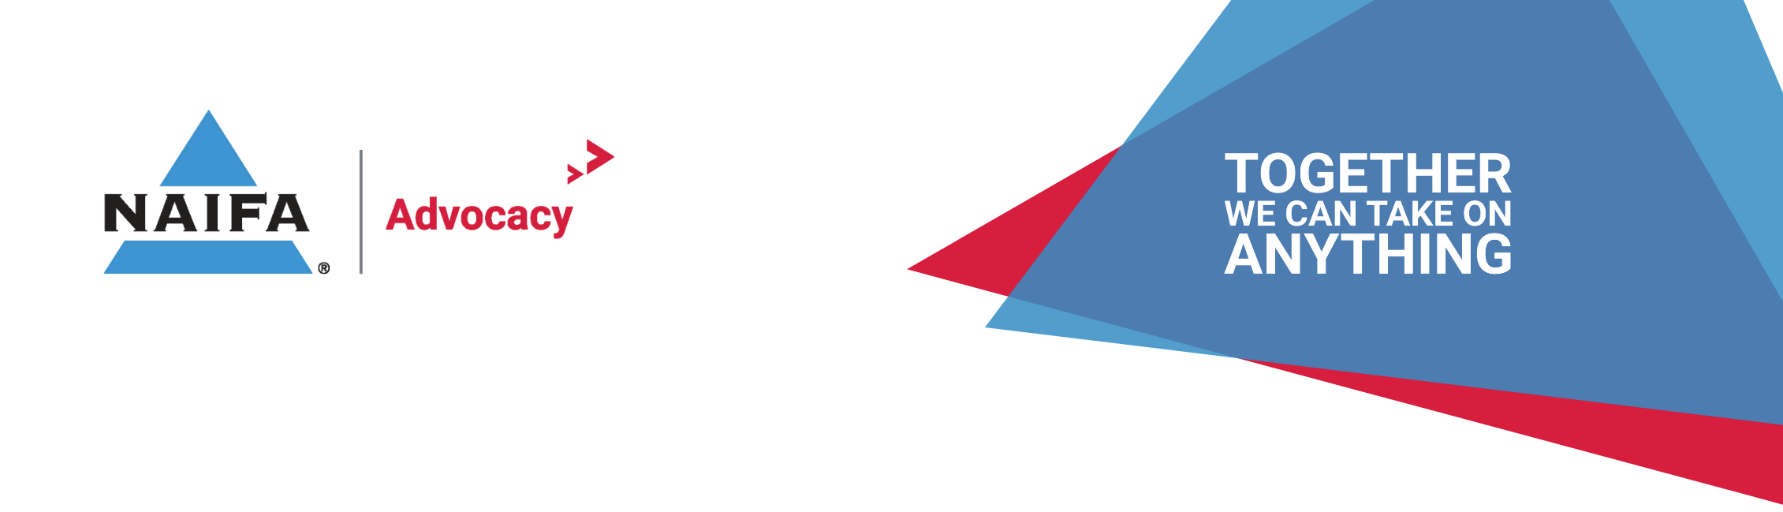 NAIFA
®
Advocacy
TOGETHER
WE CAN TAKE ON
ANYTHING